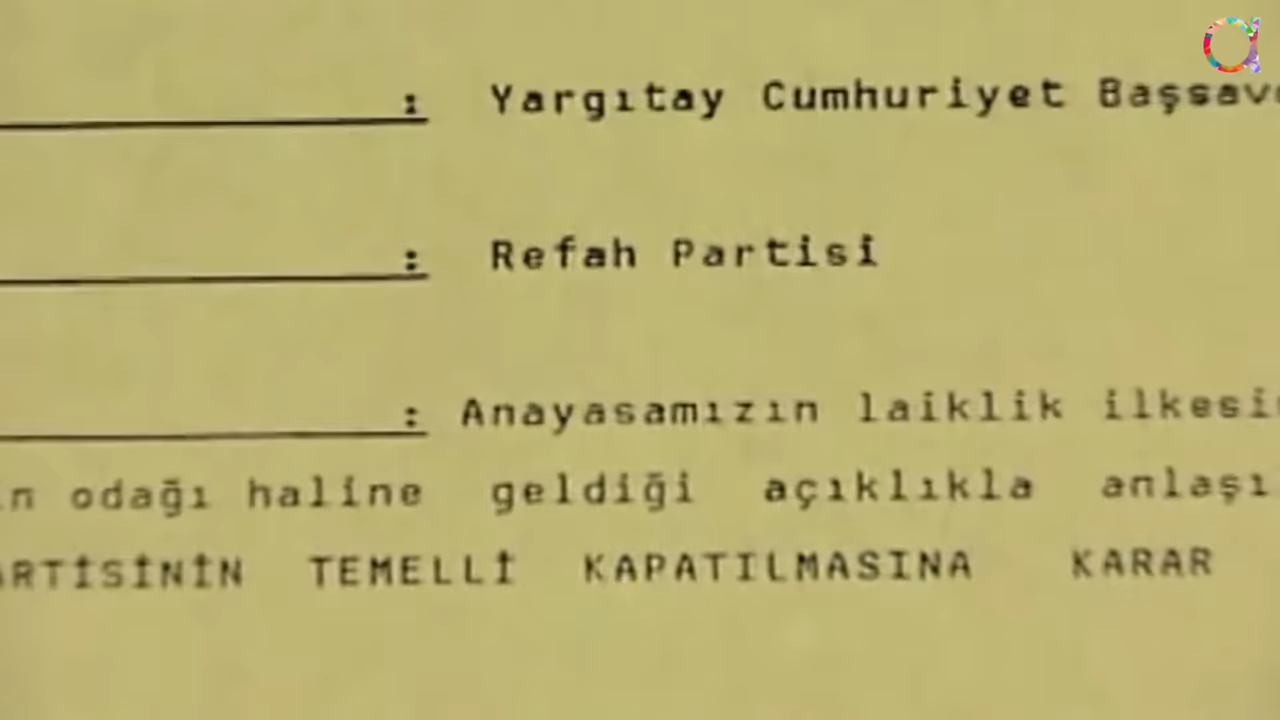 : Yargıtay Cumhuriyet
: Refah Partisi
: Anayasamızın laiklik
odağı haline geldiği açıklıkla
TEMELLİ KAPATILMASINA KARAR